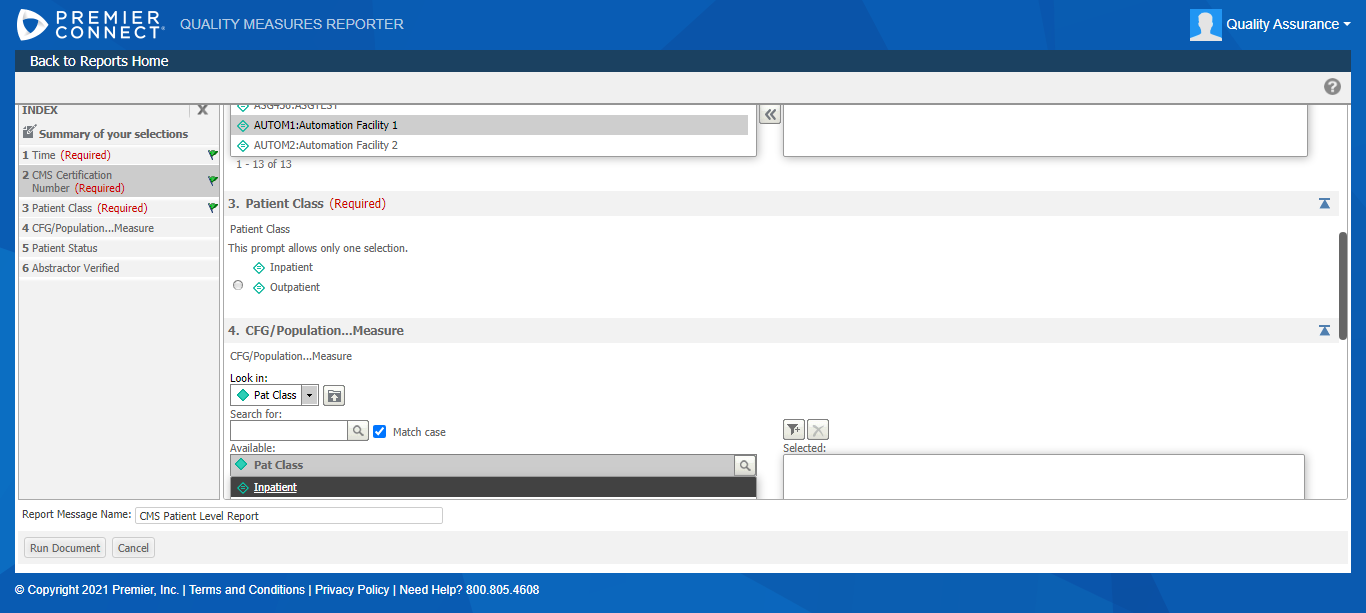 PREMIER
CONNECT
QUALITY MEASURES REPORTER
Quality Assurance
Back to Reports Home
?
INDEX
X
Summary of your selections
1 Time (Required)
2 CMS Certification
Number (Required)
3 Patient Class (Required)
4 CFG/Population...Measure
5 Patient Status
6 Abstractor Verified
ASG456:ASGTEST
AUTOM1:Automation Facility 1
AUTOM2:Automation Facility 2
1 - 13 of 13
3. Patient Class (Required)
Patient Class
This prompt allows only one selection.
Inpatient
Outpatient
4. CFG/Population...Measure
CFG/Population...Measure
Look in:
Pat Class
Search for:
Match case
Available:
Selected:
Pat Class
Inpatient
Report Message Name: CMS Patient Level Report
Run Document
Cancel
© Copyright 2021 Premier, Inc. | Terms and Conditions | Privacy Policy | Need Help? 800.805.4608